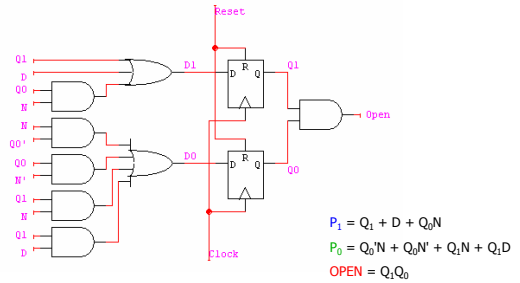 Reset
Q1
D
Q0
N
D1
D
R
Q
Q1
N
Q0'
Open
Q0
N'
D0
D
R
Q
Q0
Q1
N
Q1
D
Clock
P₁ = Q₁ + D + Q₀N
P₀ = Q₀'N + Q₀N' + Q₁N + Q₁D
OPEN = Q₁Q₀